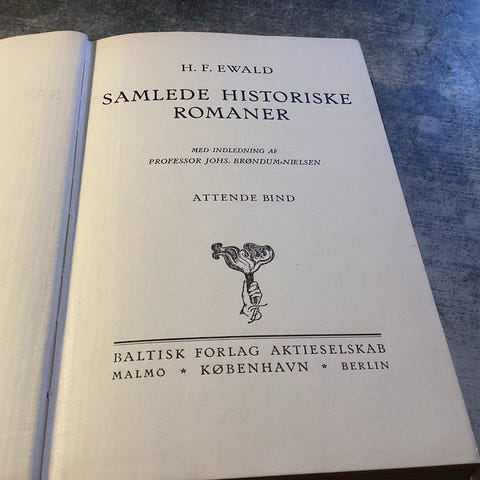 H. F. EWALD
SAMLEDE HISTORISKE
ROMANER
MED INDLEDNING AF
PROFESSOR JOHS. BRØNDUM-NIELSEN
ATTENDE BIND
BALTISK FORLAG AKTIESELSKAB
MALMO * KØBENHAVN * BERLIN